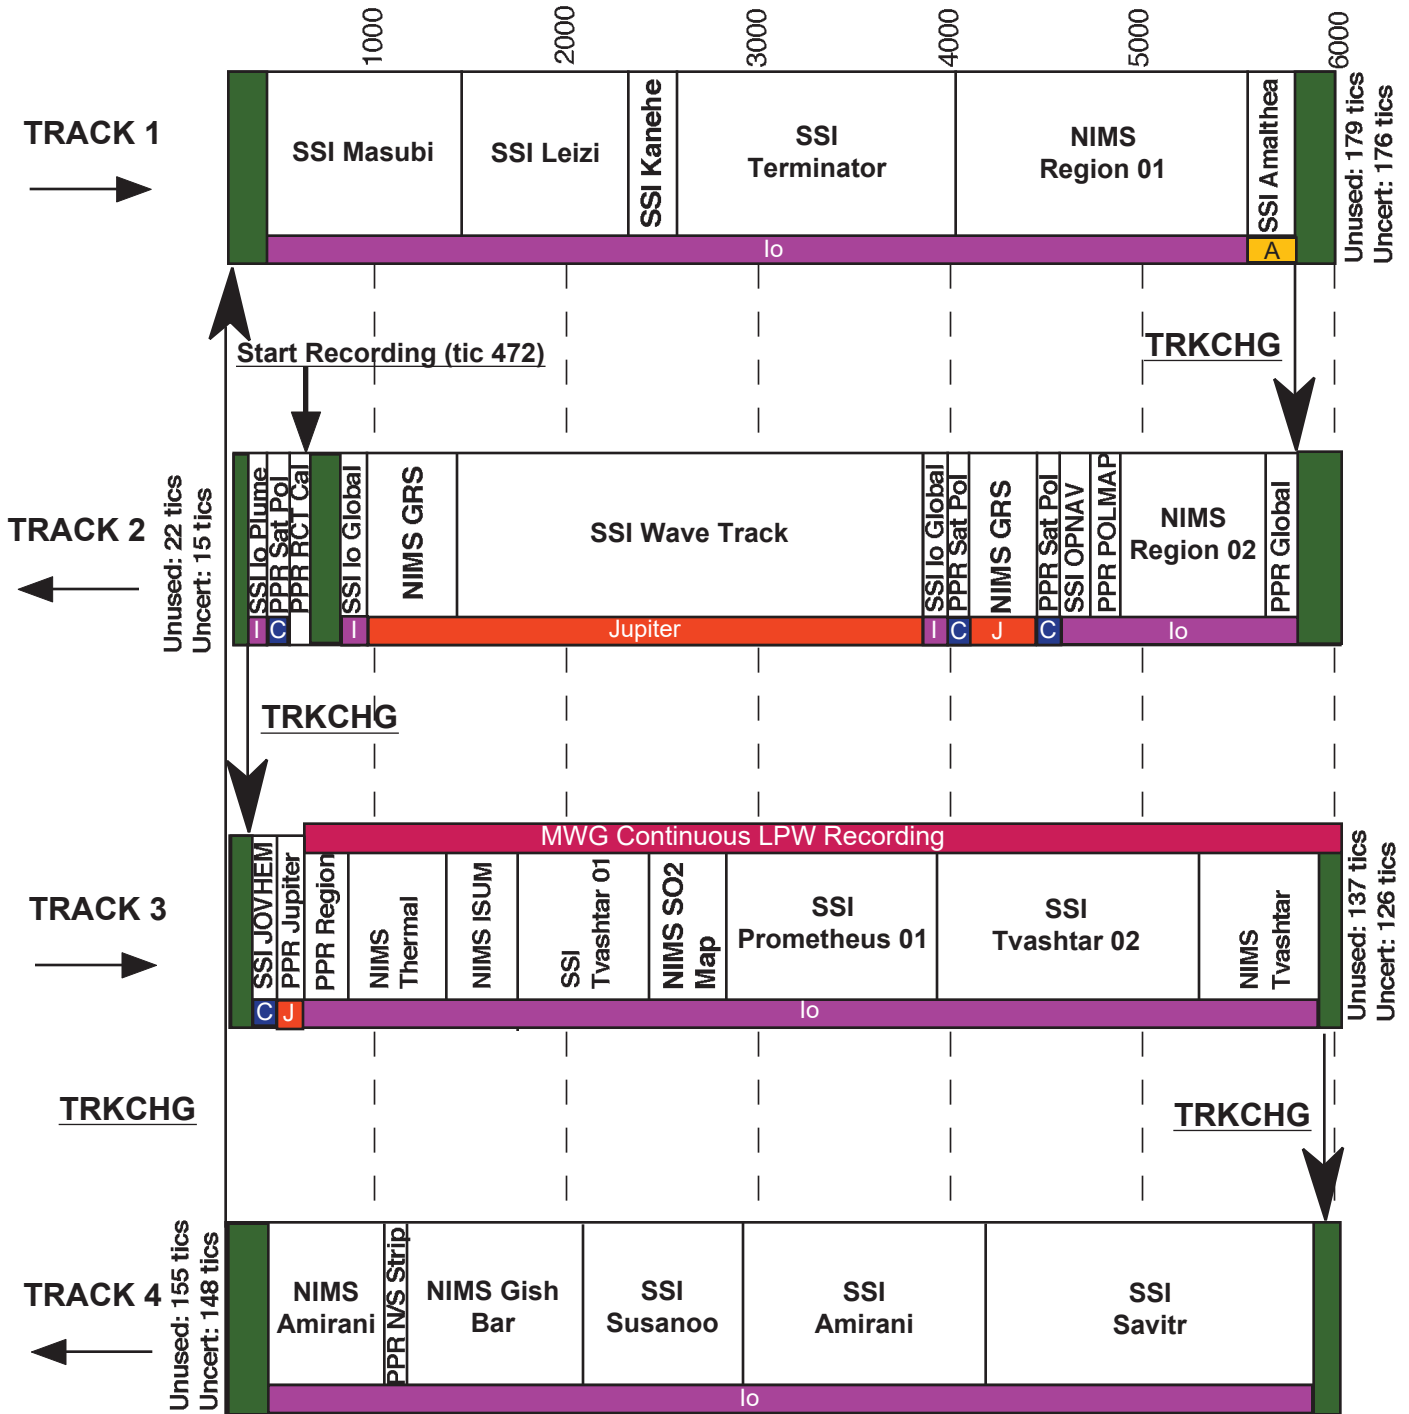 1000
2000
3000
4000
5000
6000
TRACK 1
SSI Masubi
SSI Leizi
SSI Kanehe
SSI
Terminator
NIMS
Region 01
SSI Amalthea
Unused: 179 tics
Uncert: 176 tics
Io
A
Start Recording (tic 472)
TRKCHG
TRACK 2
Unused: 22 tics
Uncert: 15 tics
SSI Io Plume
PPR Sat Pol
PPR RCT Cal
SSI Io Global
NIMS GRS
SSI Wave Track
SSI Io Global
PPR Sat Pol
NIMS GRS
PPR Sat Pol
SSI OPNAV
PPR POLMAP
NIMS
Region 02
PPR Global
I
C
I
Jupiter
I
C
J
C
Io
TRKCHG
MWG Continuous LPW Recording
TRACK 3
SSI JOVHEM
PPR Jupiter
PPR Region
NIMS
Thermal
NIMS ISUM
SSI
Tvashtar 01
NIMS SO2
Map
SSI
Prometheus 01
SSI
Tvashtar 02
NIMS
Tvashtar
Unused: 137 tics
Uncert: 126 tics
C
J
Io
TRKCHG
TRKCHG
TRACK 4
Unused: 155 tics
Uncert: 148 tics
NIMS
Amirani
PPR N/S Strip
NIMS Gish
Bar
SSI
Susanoo
SSI
Amirani
SSI
Savitr
Io